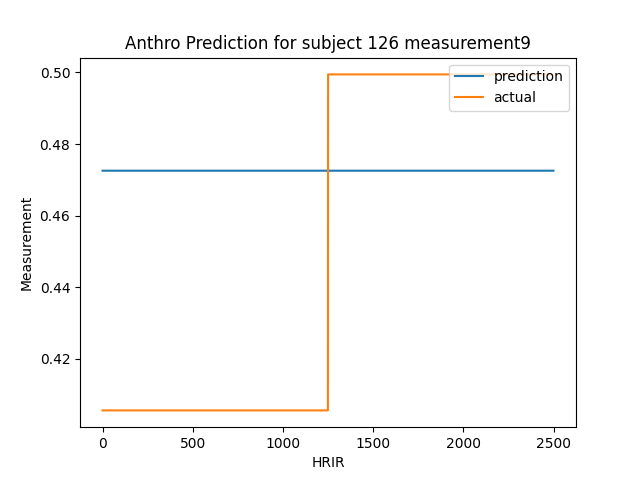 Anthro Prediction for subject 126 measurement9
prediction
actual
0.50
0.48
0.46
0.44
0.42
Measurement
0
500
1000
1500
2000
2500
HRIR